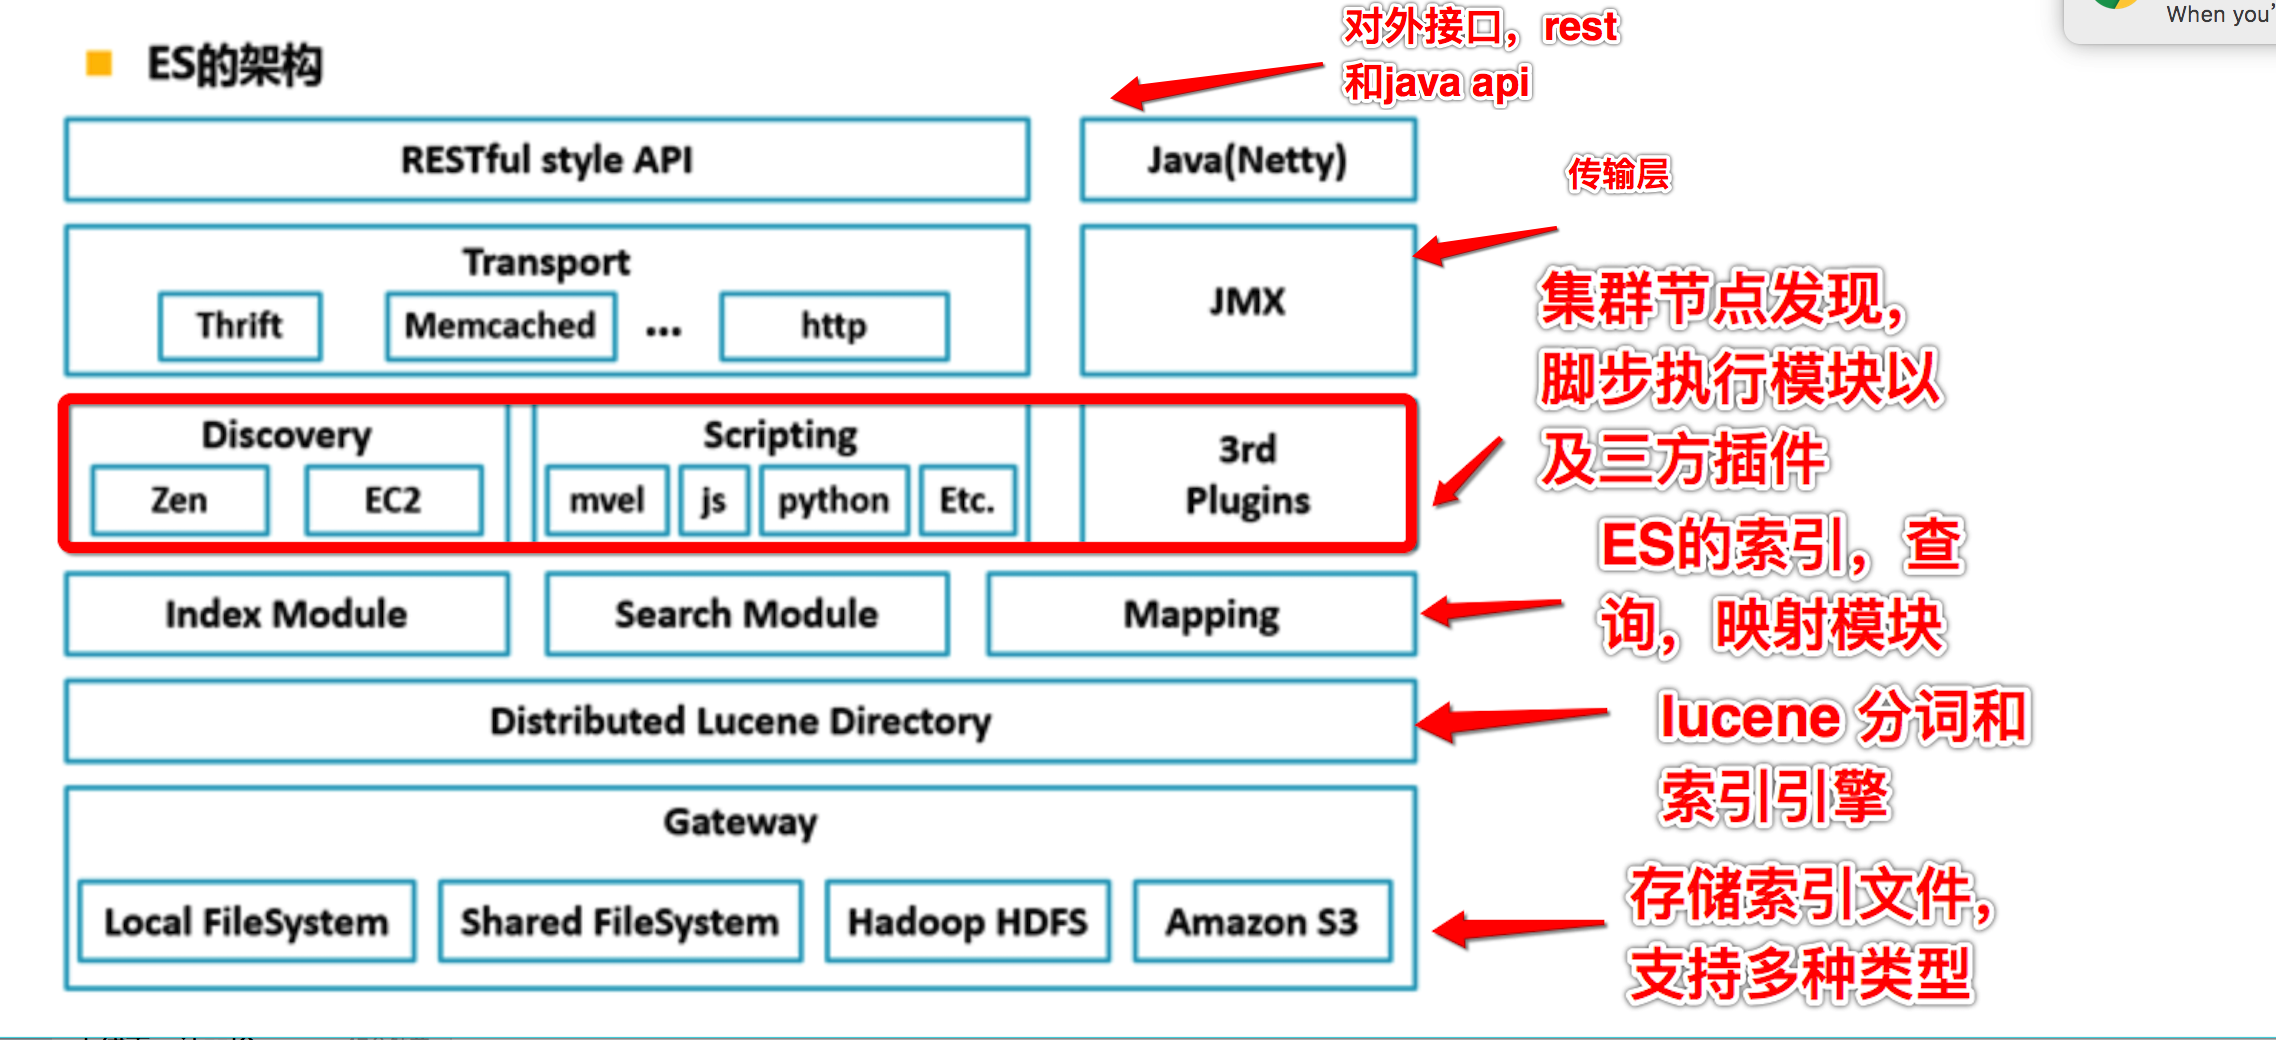 ES的架构
对外接口，rest
和java api
When you'
RESTful style API
Java(Netty)
传输层
Transport
Thrift
Memcached
...
http
JMX
集群节点发现，
脚步执行模块以
及三方插件
Discovery
Zen
EC2
Scripting
mvel
js
python
Etc.
3rd
Plugins
ES的索引，查
询，映射模块
Index Module
Search Module
Mapping
Distributed Lucene Directory
lucene 分词和
索引引擎
Gateway
Local FileSystem
Shared FileSystem
Hadoop HDFS
Amazon S3
存储索引文件，
支持多种类型